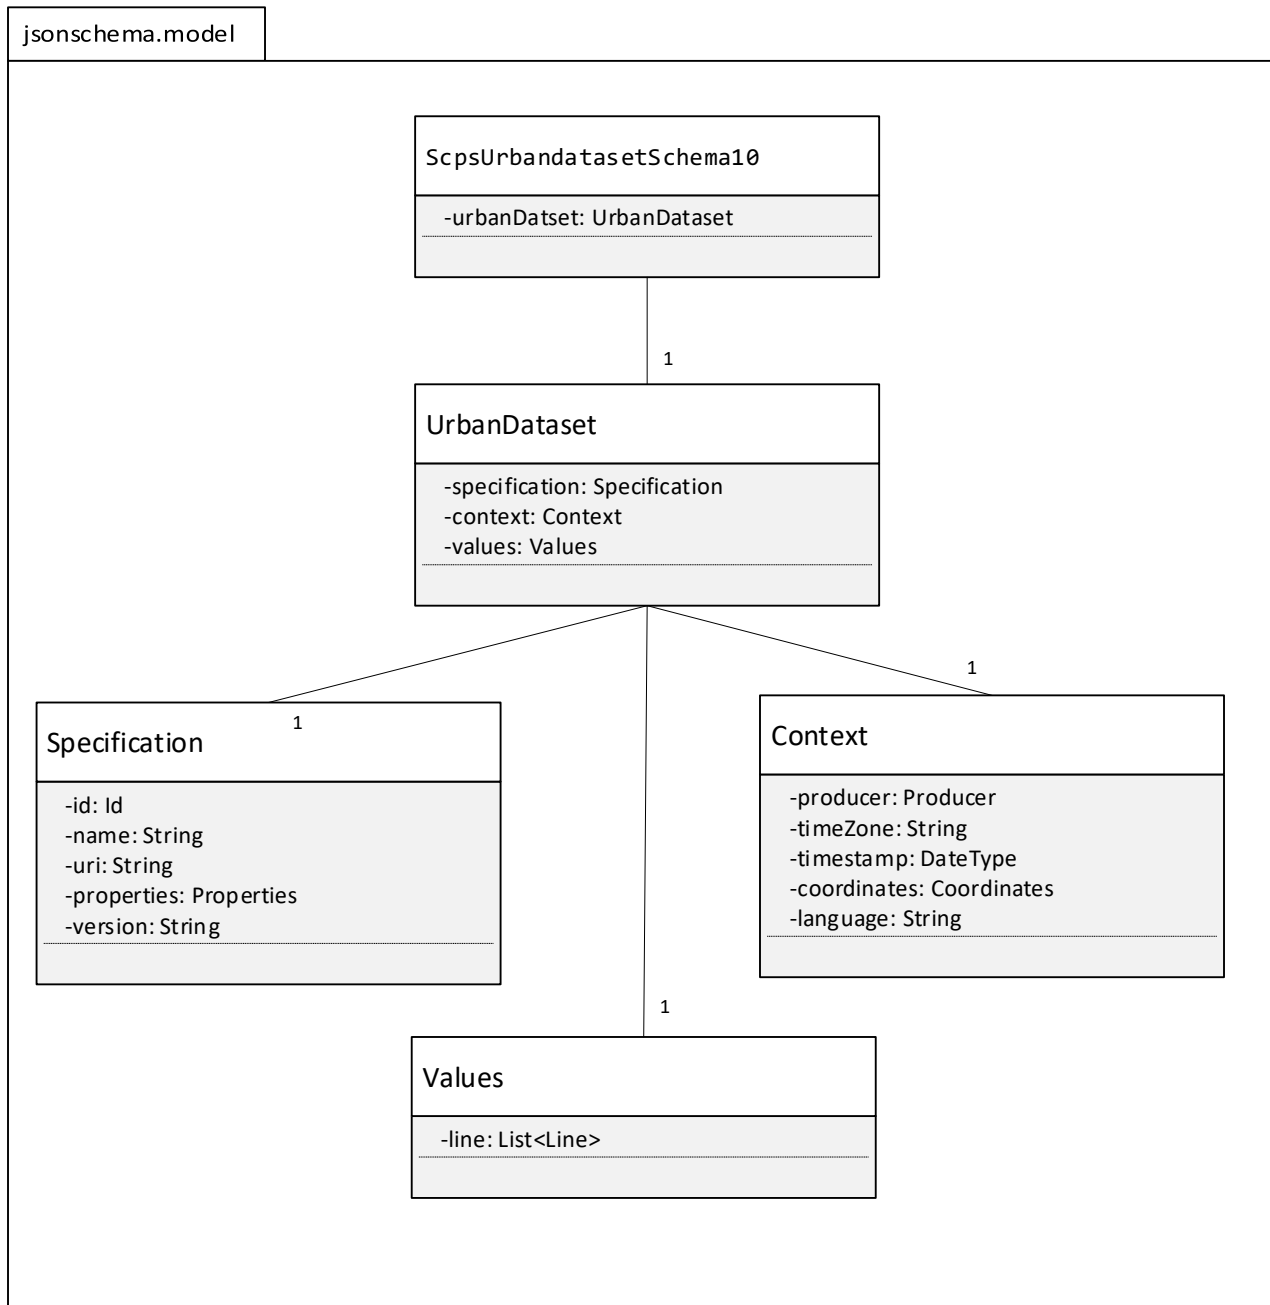 jsonschema.model
ScpsUrbandatasetSchema10
-urbanDatset: UrbanDataset
1
UrbanDataset
-specification: Specification
-context: Context
-values: Values
1
1
Specification
-id: Id
-name: String
-uri: String
-properties: Properties
-version: String
Context
-producer: Producer
-timeZone: String
-timestamp: DateType
-coordinates: Coordinates
-language: String
1
Values
-line: List<Line>